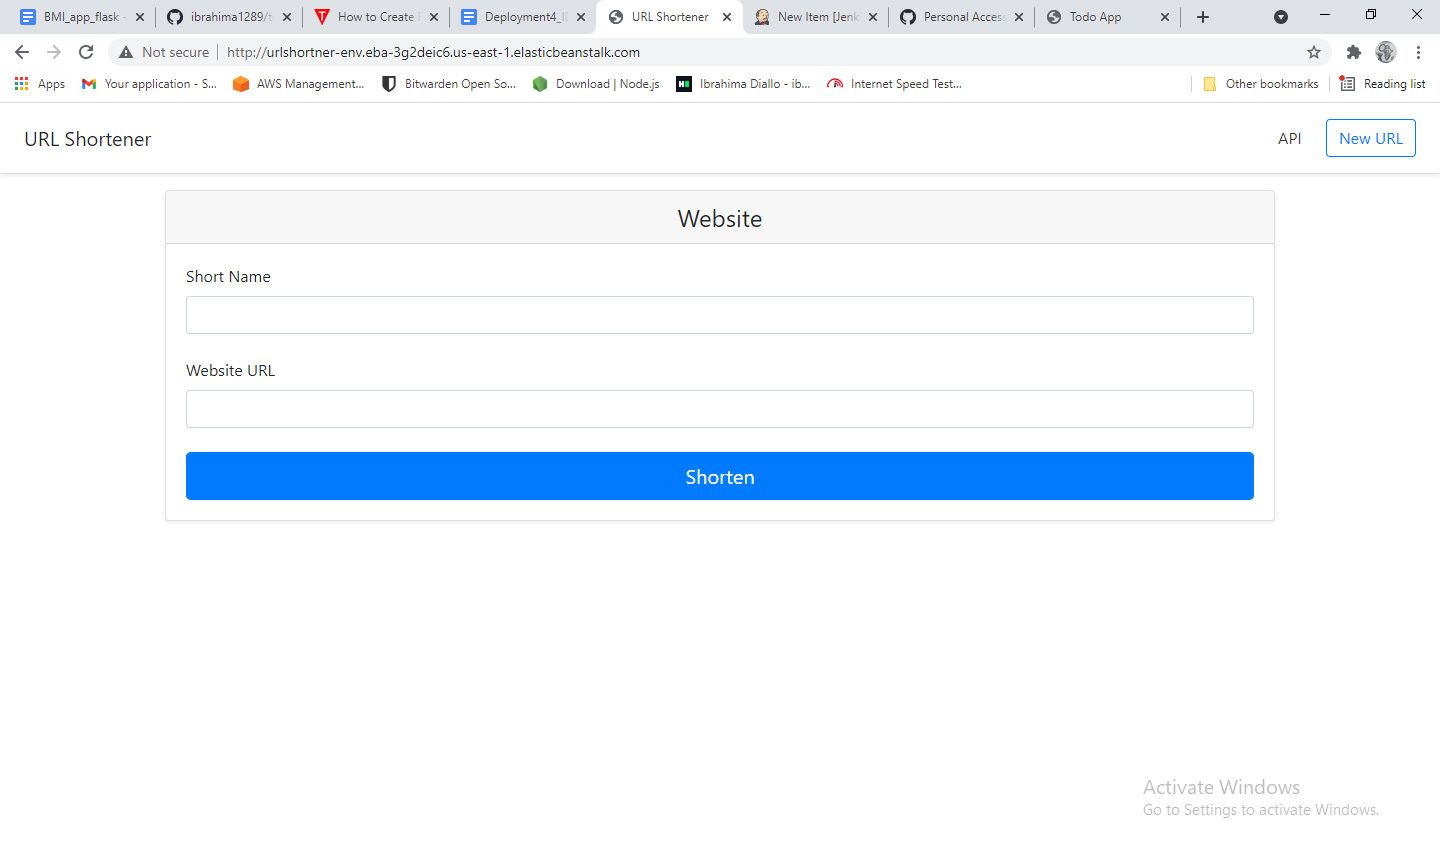 BMI_app_flask
ibrahima1289/t
How to Create
Deployment4_I
URL Shortener
New Item [Jenk
Personal Access
Todo App
Not secure
http://urlshortner-env.eba-3g2deic6.us-east-1.elasticbeanstalk.com
Apps
Your application - S...
AWS Management...
Bitwarden Open So...
Download | Node.js
Ibrahima Diallo - ib...
Internet Speed Test...
Other bookmarks
Reading list
URL Shortener
API
New URL
Website
Short Name
Website URL
Shorten
Activate Windows
Go to Settings to activate Windows.